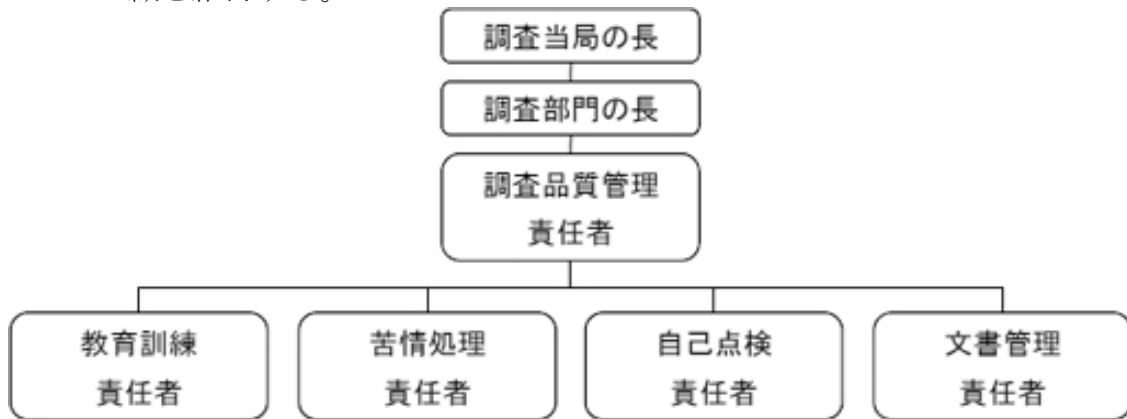 調査当局の長
調査部門の長
調査品質管理
責任者
教育訓練
責任者
苦情処理
責任者
自己点検
責任者
文書管理
責任者